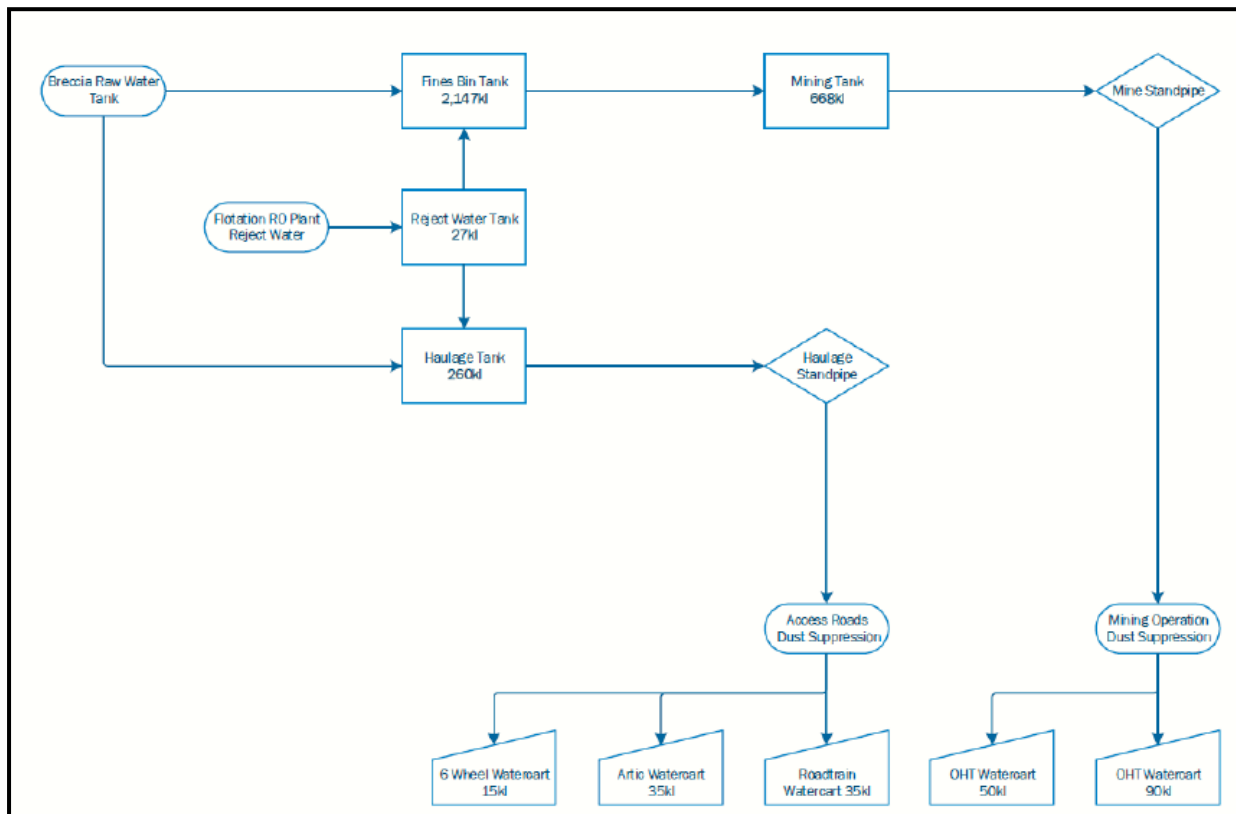 Breccia Raw Water
Tank
Fines Bin Tank
2,147kl
Mining Tank
668kl
Mine Standpipe
Flotation RO Plant
Reject Water
Reject Water Tank
27kl
Haulage Tank
260kl
Haulage
Standpipe
Access Roads
Dust Suppression
Mining Operation
Dust Suppression
6 Wheel Watercart
15kl
Artic Watercart
35kl
Roadtrain
Watercart 35kl
OHT Watercart
50kl
OHT Watercart
90kl